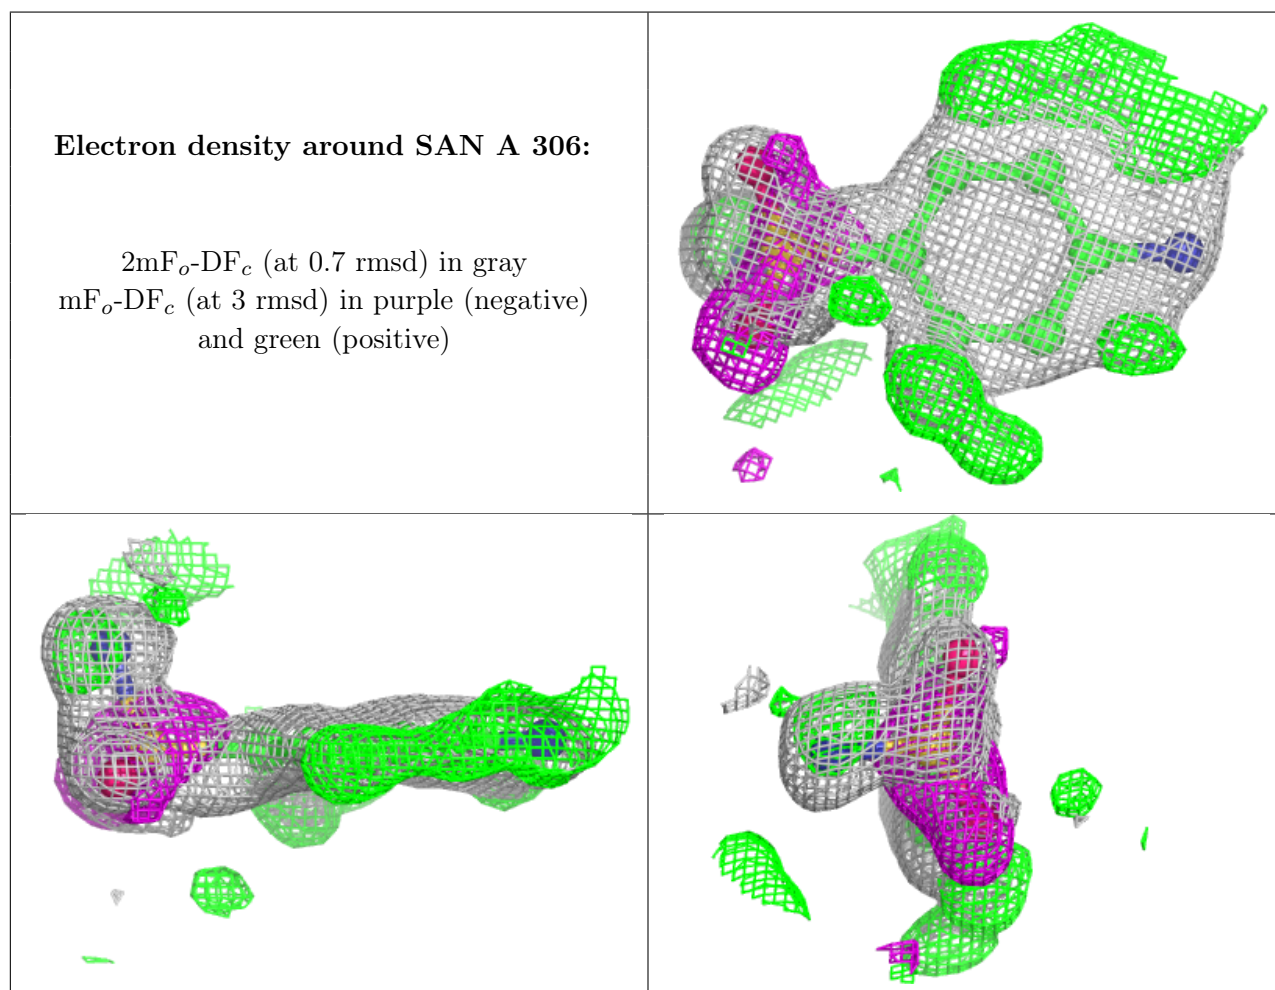 Electron density around SAN A 306:
2mFo-DFc (at 0.7 rmsd) in gray
mFo-DFc (at 3 rmsd) in purple (negative)
and green (positive)